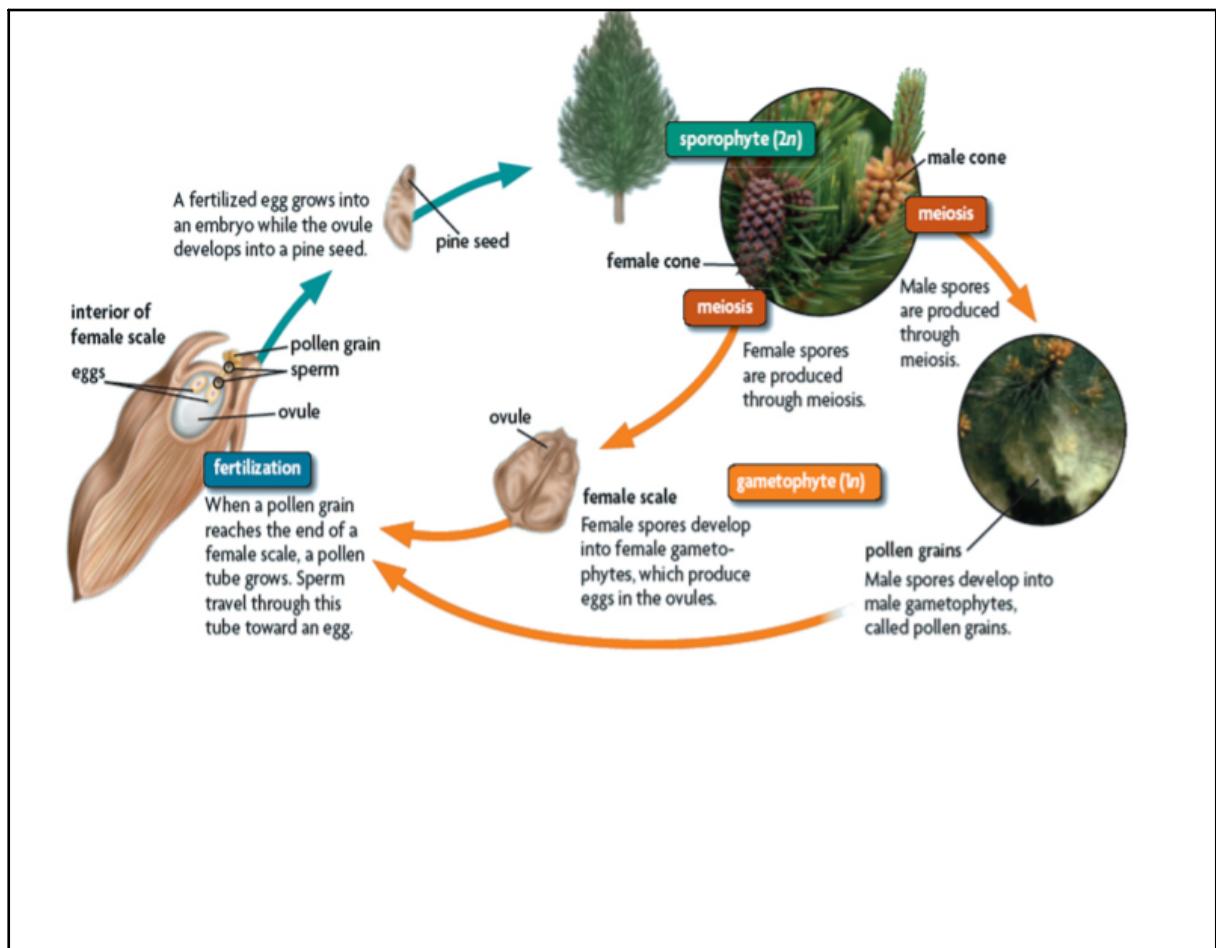 sporophyte (2n)
male cone
meiosis
A fertilized egg grows into
an embryo while the ovule
develops into a pine seed.
pine seed
female cone
meiosis
Male spores
are produced
through
meiosis.
interior of
female scale
pollen grain
sperm
eggs
ovule
Female spores
are produced
through meiosis.
ovule
fertilization
When a pollen grain
reaches the end of a
female scale, a pollen
tube grows. Sperm
travel through this
tube toward an egg.
female scale
Female spores develop
into female gameto-
phytes, which produce
eggs in the ovules.
gametophyte (1n)
pollen grains
Male spores develop into
male gametophytes,
called pollen grains.